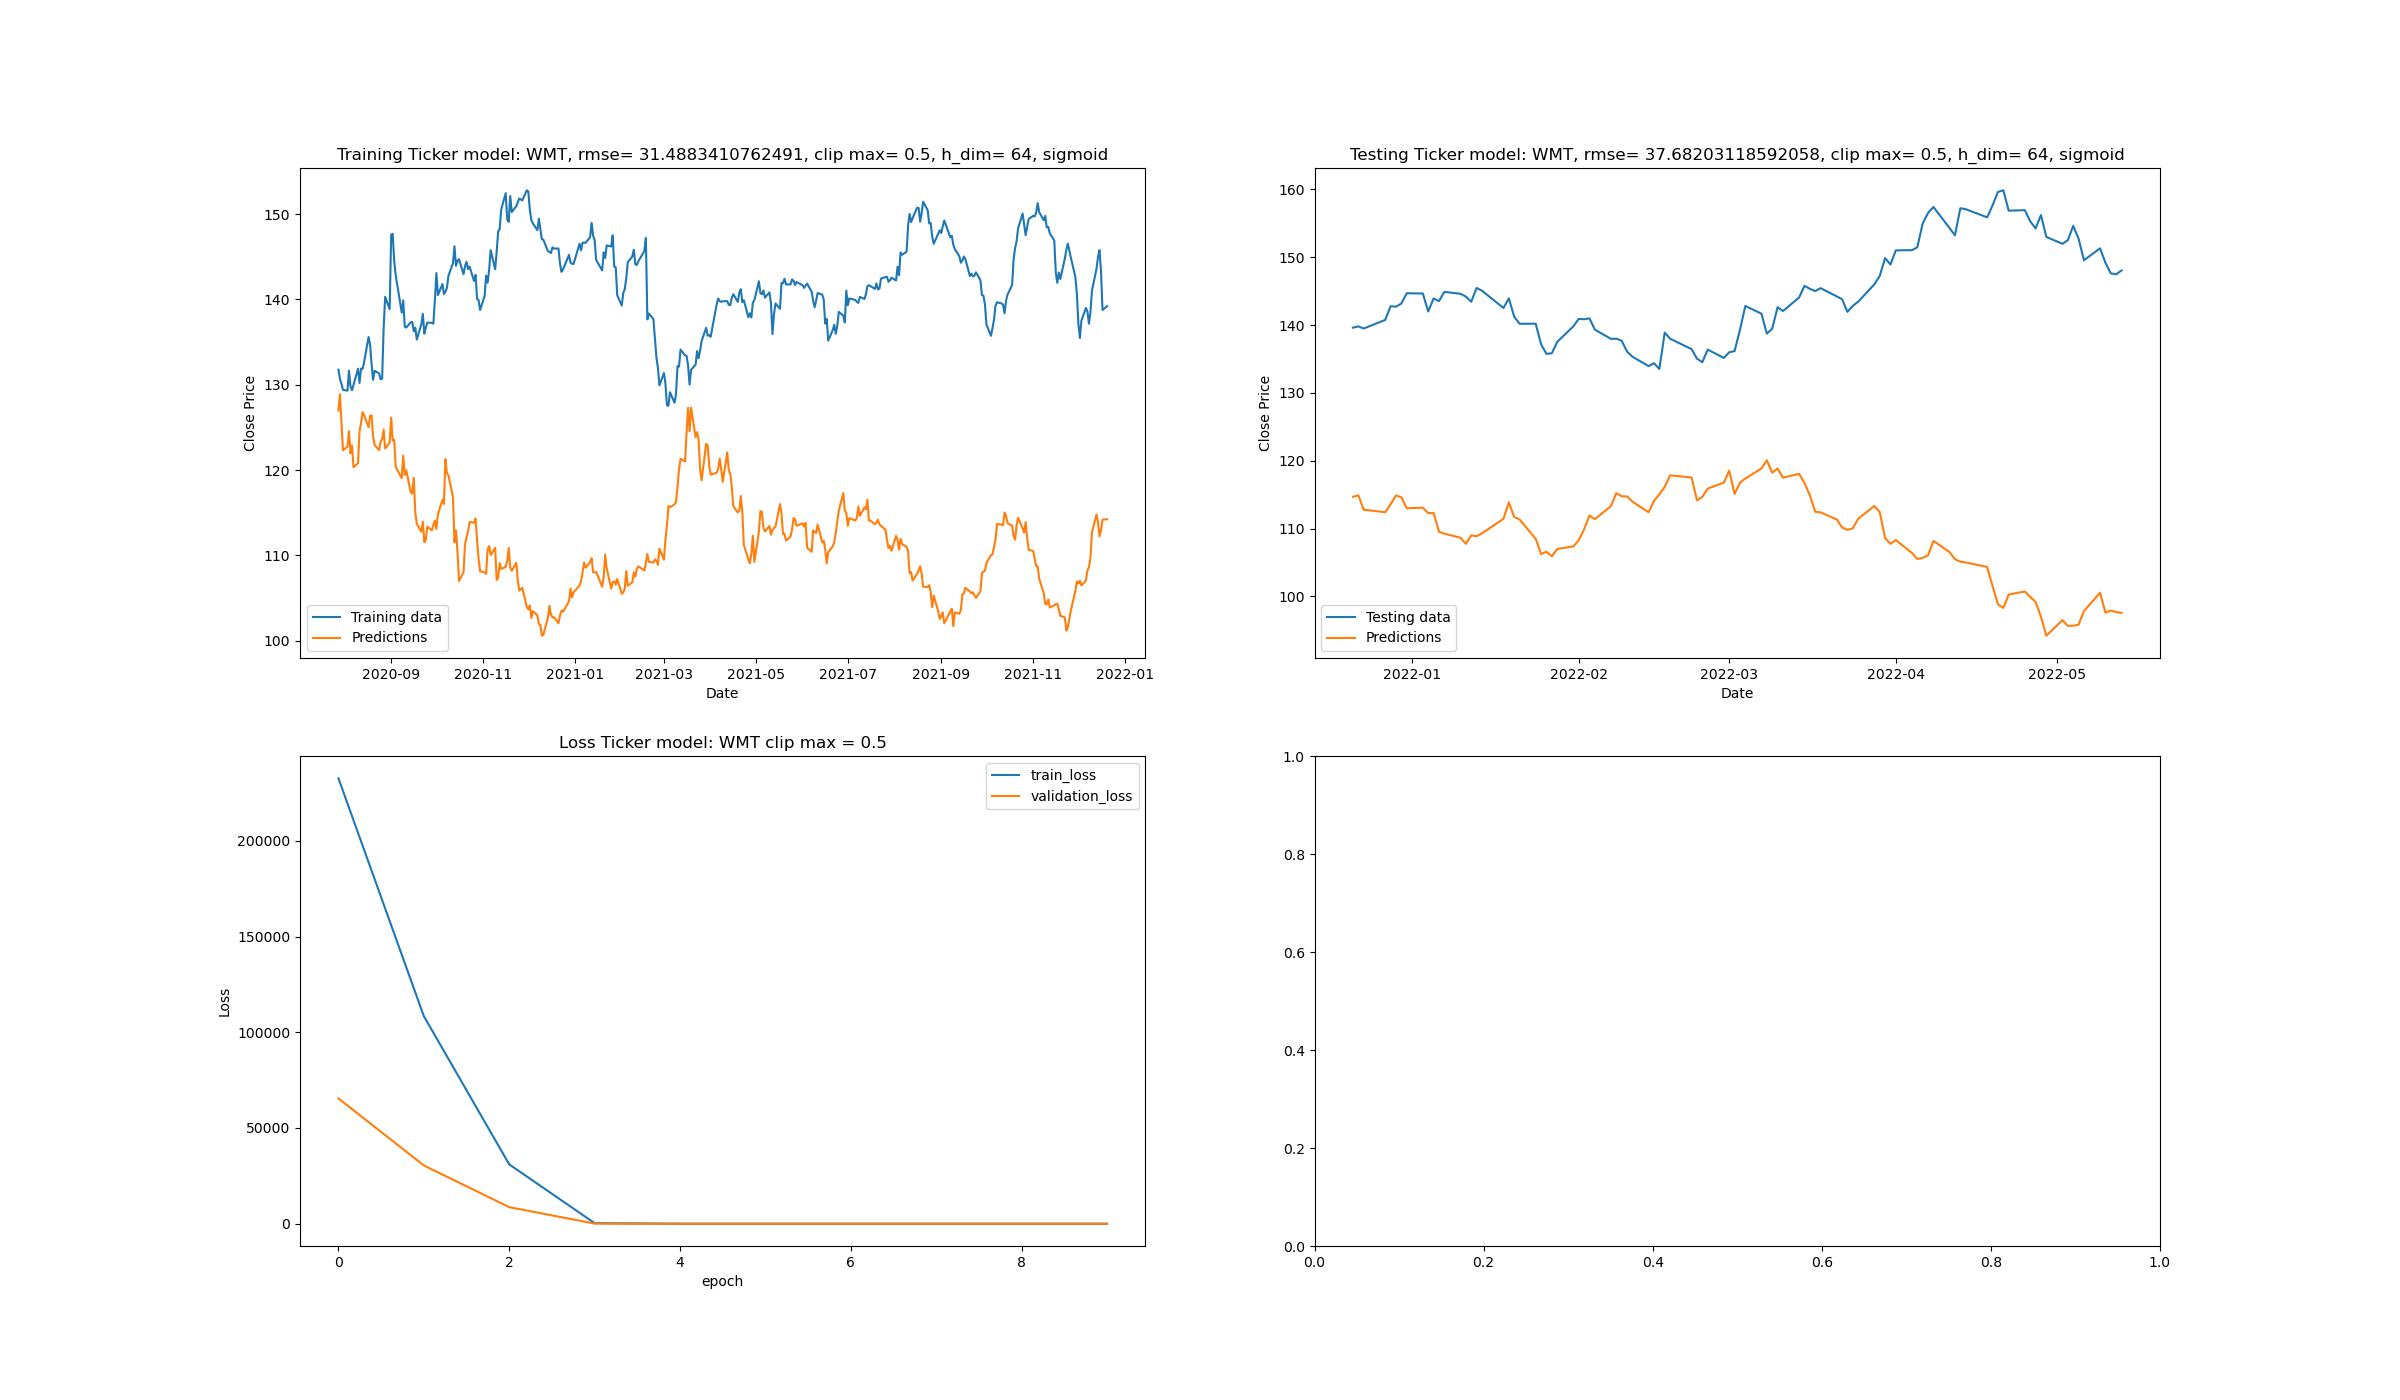 Training Ticker model: WMT, rmse= 31.4883410762491, clip max= 0.5, h_dim= 64, sigmoid
150
140
130
120
110
100
Close Price
Training data
Predictions
2020-09 2020-11 2021-01 2021-03 2021-05 2021-07 2021-09 2021-11 2022-01
Date
Testing Ticker model: WMT, rmse= 37.68203118592058, clip max= 0.5, h_dim= 64, sigmoid
160
150
140
130
120
110
100
Close Price
Testing data
Predictions
2022-01 2022-02 2022-03 2022-04 2022-05
Date
Loss Ticker model: WMT clip max = 0.5
train_loss
validation_loss
200000
150000
100000
50000
0
Loss
0 2 4 6 8
epoch
1.0
0.8
0.6
0.4
0.2
0.0
0.0 0.2 0.4 0.6 0.8 1.0